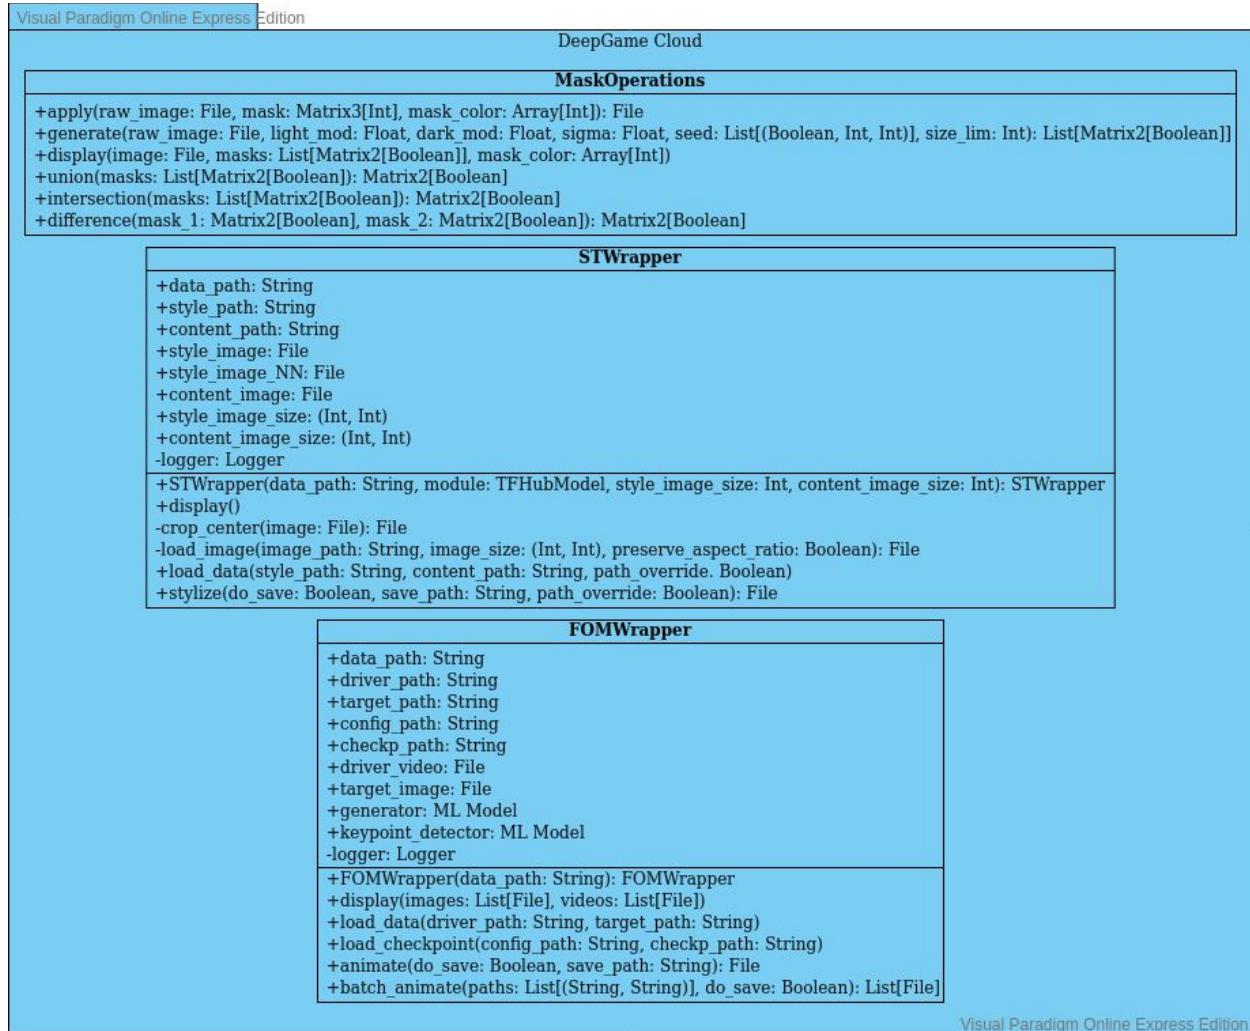 Visual Paradigm Online Express Edition
DeepGame Cloud
MaskOperations
+apply(raw_image: File, mask: Matrix3[Int], mask_color: Array[Int]): File
+generate(raw_image: File, light_mod: Float, dark_mod: Float, sigma: Float, seed: List[(Boolean, Int, Int)], size_lim: Int): List[Matrix2[Boolean]]
+display(image: File, masks: List[Matrix2[Boolean]], mask_color: Array[Int])
+union(masks: List[Matrix2[Boolean]): Matrix2[Boolean]
+intersection(masks: List[Matrix2[Boolean]): Matrix2[Boolean]
+difference(mask_1: Matrix2[Boolean], mask_2: Matrix2[Boolean]): Matrix2[Boolean]
STWrapper
+data_path: String
+style_path: String
+content_path: String
+style_image: File
+style_image_NN: File
+content_image: File
+style_image_size: (Int, Int)
+content_image_size: (Int, Int)
-logger: Logger
+STWrapper(data_path: String, module: TFHubModel, style_image_size: Int, content_image_size: Int): STWrapper
+display()
-crop_center(image: File): File
-load_image(image_path: String, image_size: (Int, Int), preserve_aspect_ratio: Boolean): File
+load_data(style_path: String, content_path: String, path_override. Boolean)
+stylize(do_save: Boolean, save_path: String, path_override: Boolean): File
FOMWrapper
+data_path: String
+driver_path: String
+target_path: String
+config_path: String
+checkp_path: String
+driver_video: File
+target_image: File
+generator: ML Model
+keypoint_detector: ML Model
-logger: Logger
+FOMWrapper(data_path: String): FOMWrapper
+display(images: List[File], videos: List[File])
+load_data(driver_path: String, target_path: String)
+load_checkpoint(config_path: String, checkp_path: String)
+animate(do_save: Boolean, save_path: String): File
+batch_animate(paths: List[(String, String)], do_save: Boolean): List[File]
Visual Paradigm Online Express Edition